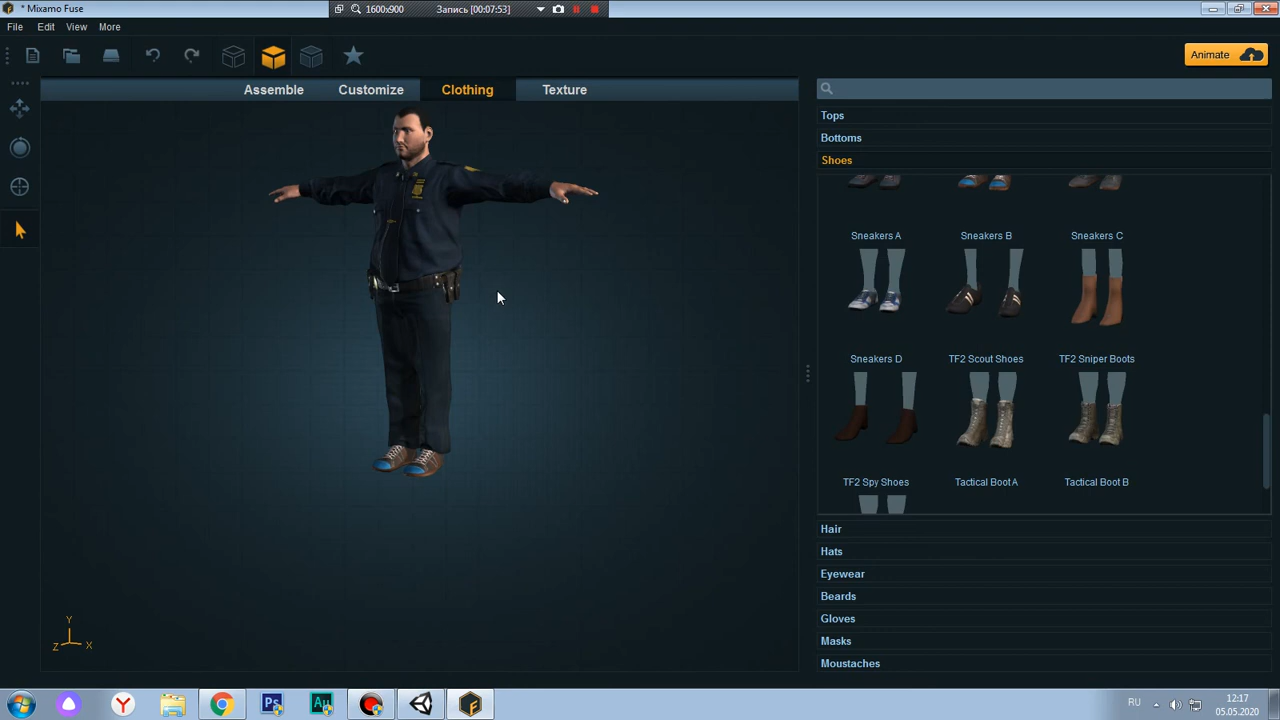 * Mixamo Fuse
1600x900
Запись [00:07:53]
File Edit View More
Animate
Assemble Customize Clothing Texture
Tops
Bottoms
Shoes
Sneakers A Sneakers B Sneakers C
Sneakers D TF2 Scout Shoes TF2 Sniper Boots
TF2 Spy Shoes Tactical Boot A Tactical Boot B
Hair
Hats
Eyewear
Beards
Gloves
Masks
Moustaches
Y
Z X
RU
12:17
05.05.2020